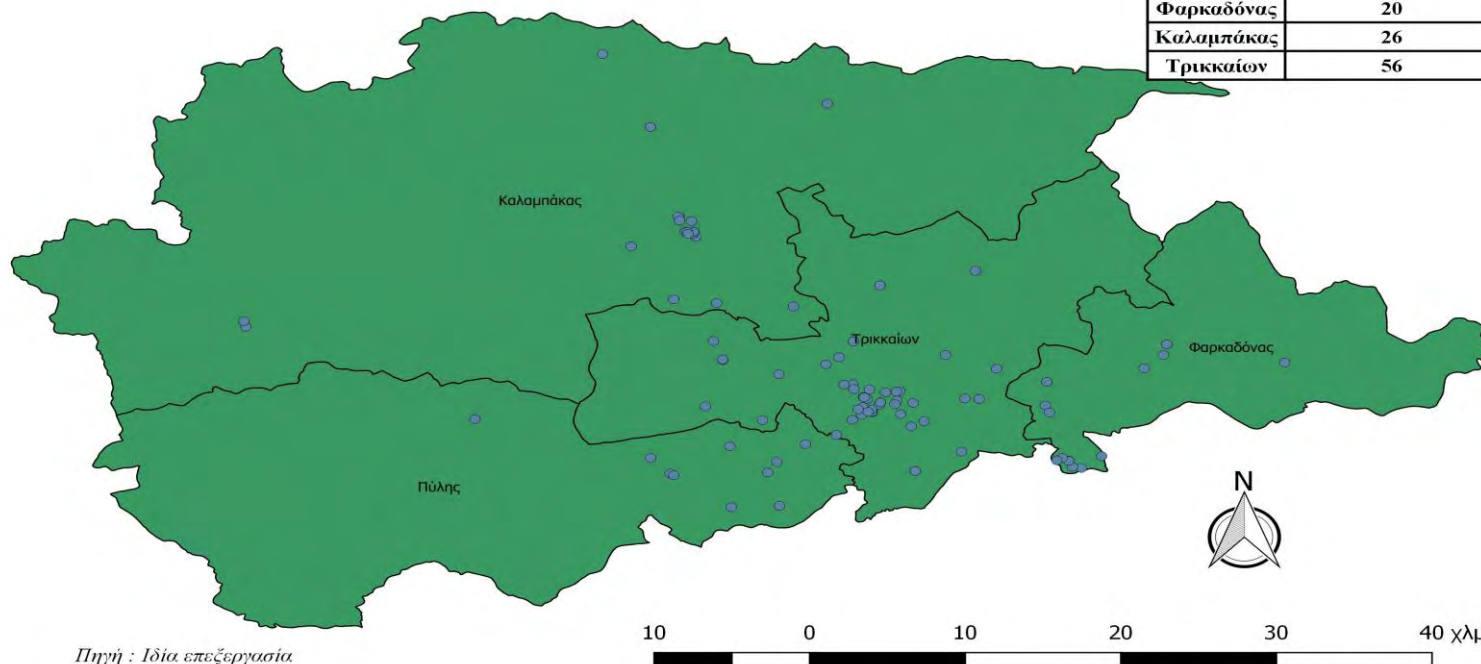 Φαρκαδόνας 20
Καλαμπάκας 26
Τρικκαίων 56
Καλαμπάκας
Τρικκαίων
Φαρκαδόνας
Πύλης
N
10 0 10 20 30 40 χλμ
Πηγή : Ιδία επεξεργασία